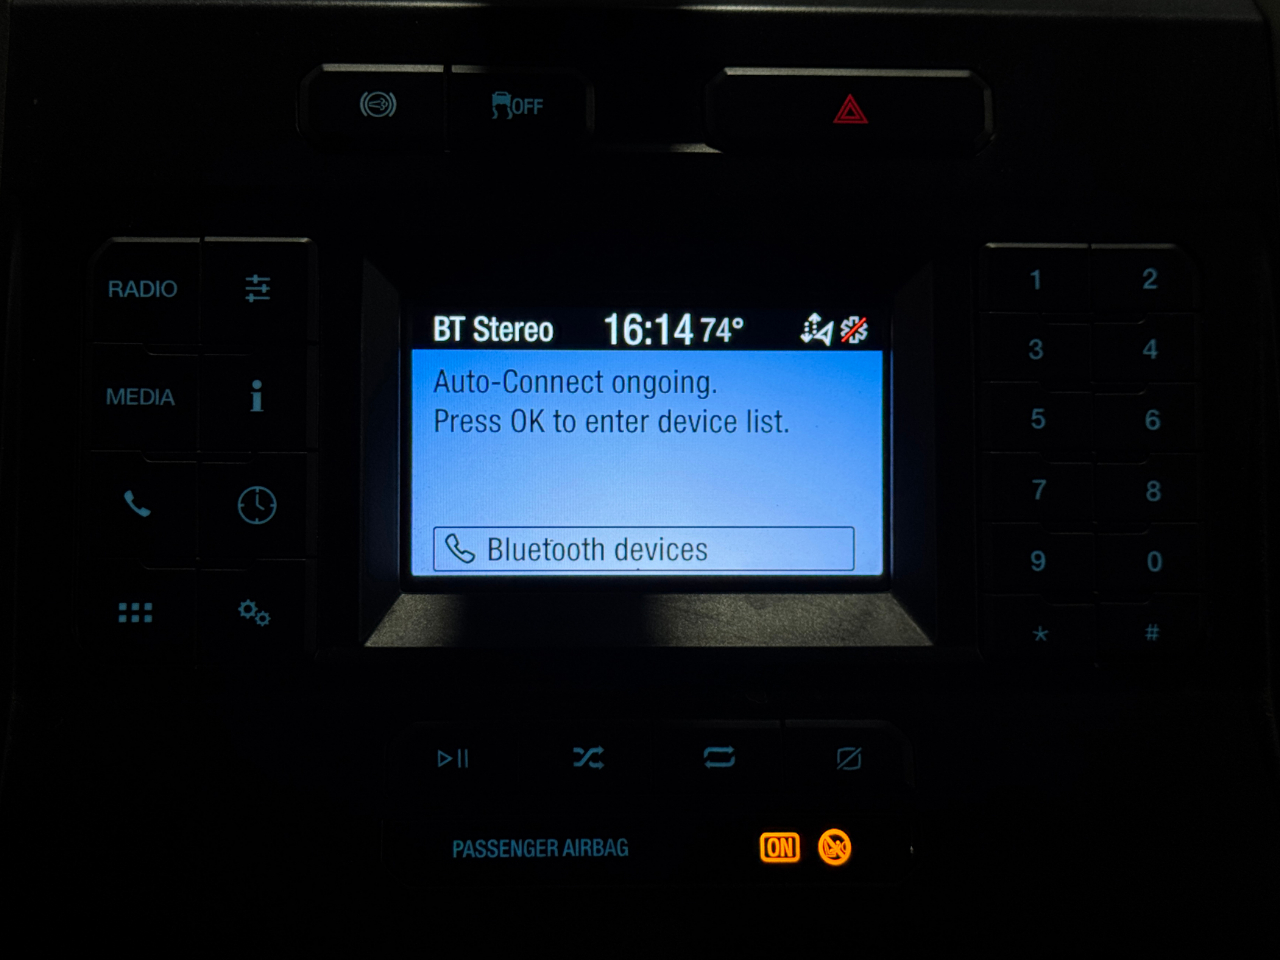 OFF
RADIO
MEDIA
BT Stereo 16:14 74°
Auto-Connect ongoing.
Press OK to enter device list.
Bluetooth devices
1 2
3 4
5 6
7 8
9 0
* #
PASSENGER AIRBAG ON